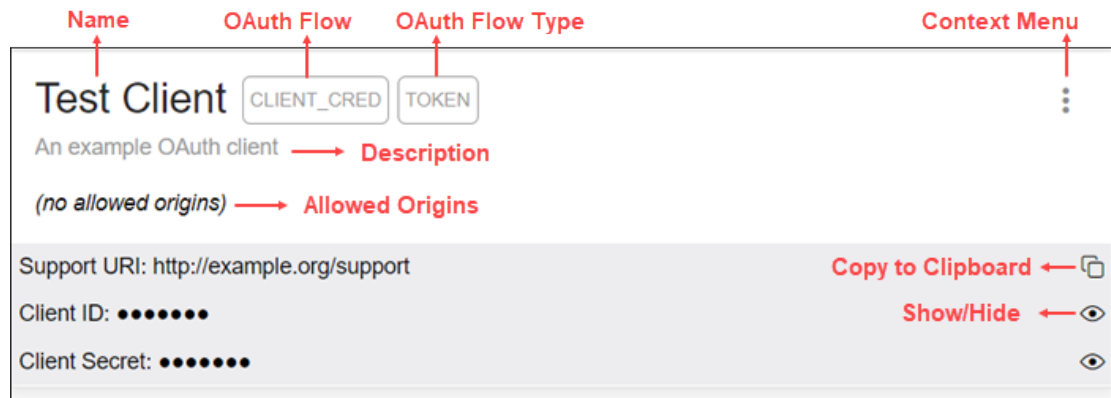 Name OAuth Flow OAuth Flow Type Context Menu
Test Client CLIENT_CRED TOKEN
An example OAuth client Description
(no allowed origins) Allowed Origins
Support URI: http://example.org/support Copy to Clipboard
Client ID: ●●●●●●● Show/Hide
Client Secret: ●●●●●●●